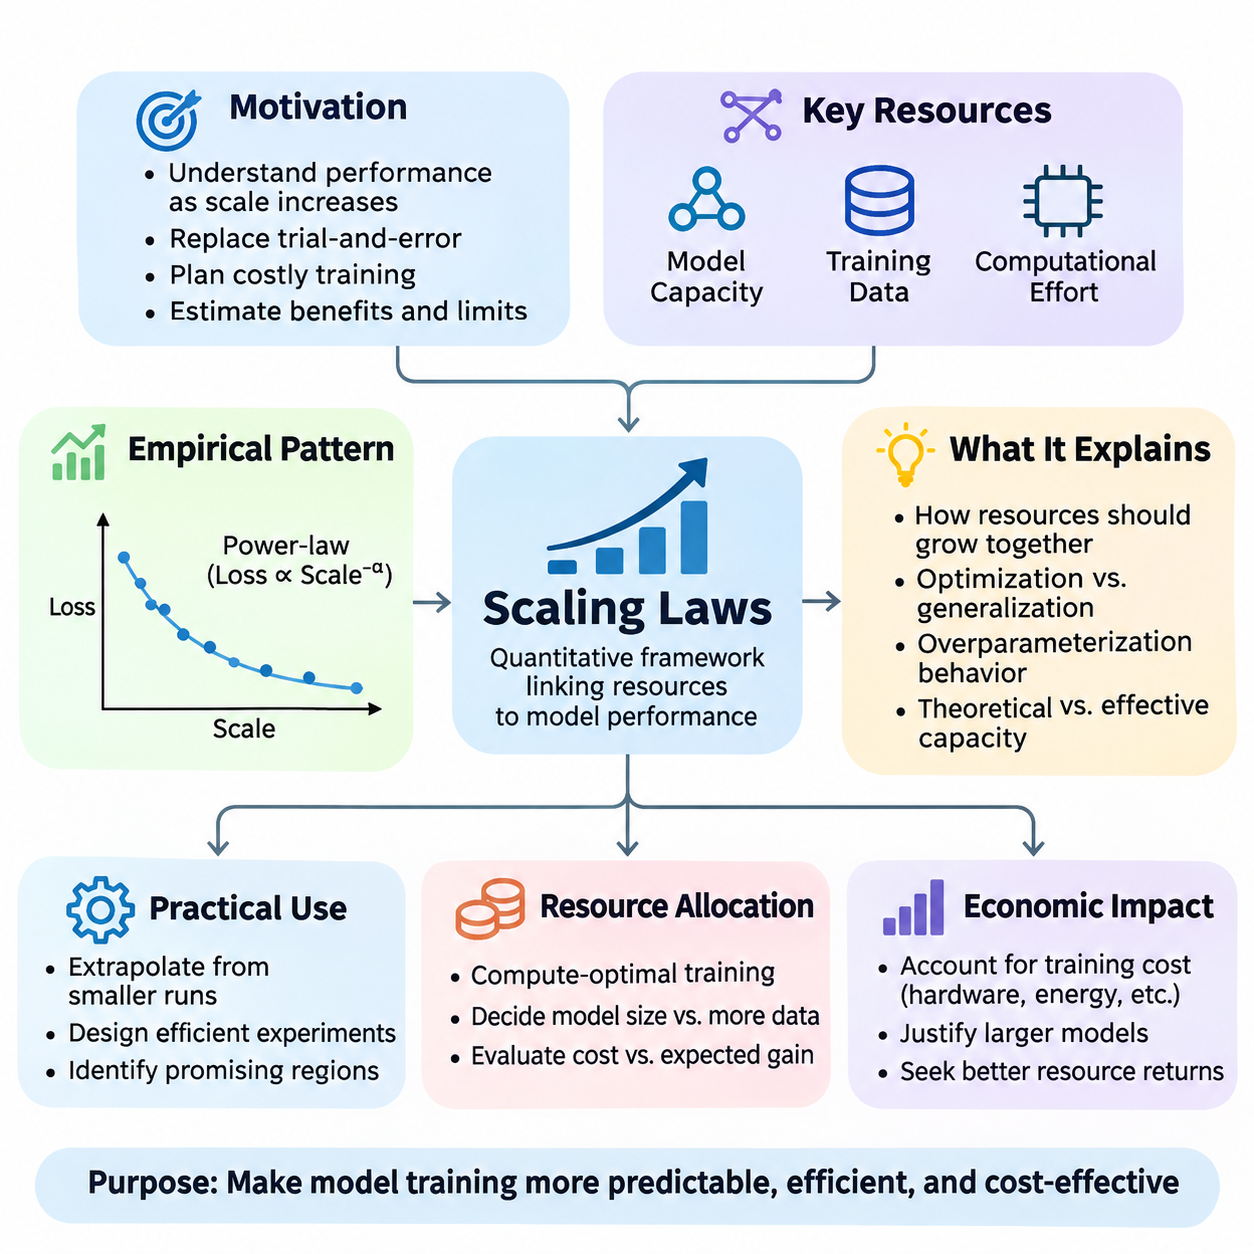 Motivation
• Understand performance
as scale increases
• Replace trial-and-error
• Plan costly training
• Estimate benefits and limits
Key Resources
Model
Capacity
Training
Data
Computational
Effort
Empirical Pattern
Power-law
(Loss ∝ Scale⁻ᵅ)
Loss
Scale
Scaling Laws
Quantitative framework
linking resources
to model performance
What It Explains
• How resources should
grow together
• Optimization vs.
generalization
• Overparameterization
behavior
• Theoretical vs. effective
capacity
Practical Use
• Extrapolate from
smaller runs
• Design efficient experiments
• Identify promising regions
Resource Allocation
• Compute-optimal training
• Decide model size vs. more data
• Evaluate cost vs. expected gain
Economic Impact
• Account for training cost
(hardware, energy, etc.)
• Justify larger models
• Seek better resource returns
Purpose: Make model training more predictable, efficient, and cost-effective